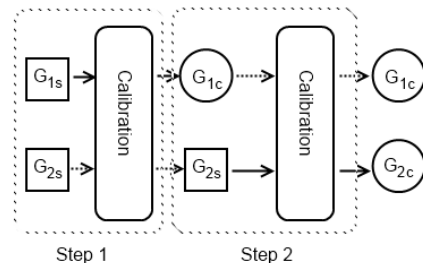 G1s
Calibration
G1c
Calibration
G1c
G2s
G2s
G2c
Step 1
Step 2